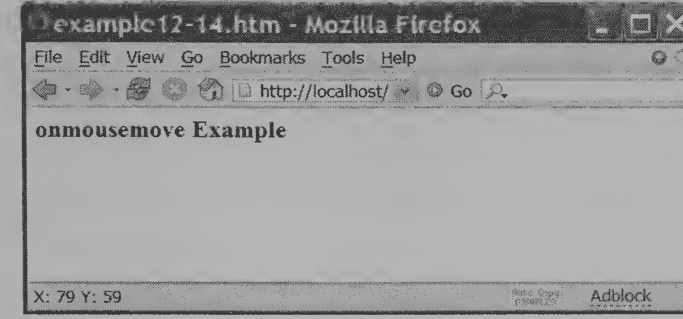 example12-14.htm - Mozilla Firefox
File Edit View Go Bookmarks Tools Help
http://localhost/ Go
onmousemove Example
X: 79 Y: 59 Adblock